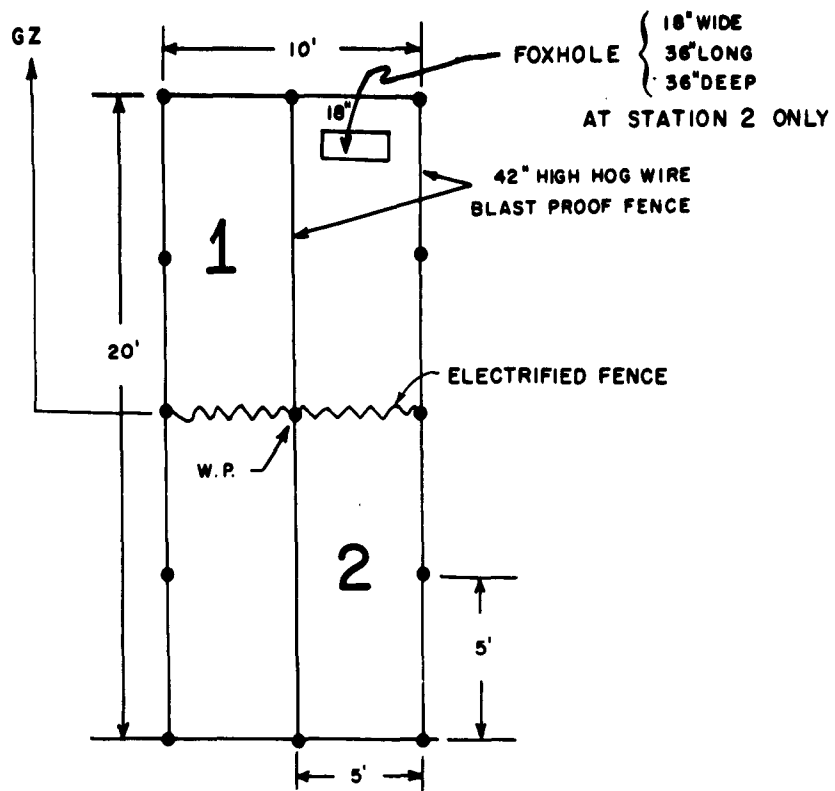 GZ
10'
FOXHOLE
18" WIDE
36" LONG
36" DEEP
AT STATION 2 ONLY
18"
42" HIGH HOG WIRE
BLAST PROOF FENCE
1
20'
ELECTRIFIED FENCE
W.P.
2
5'
5'